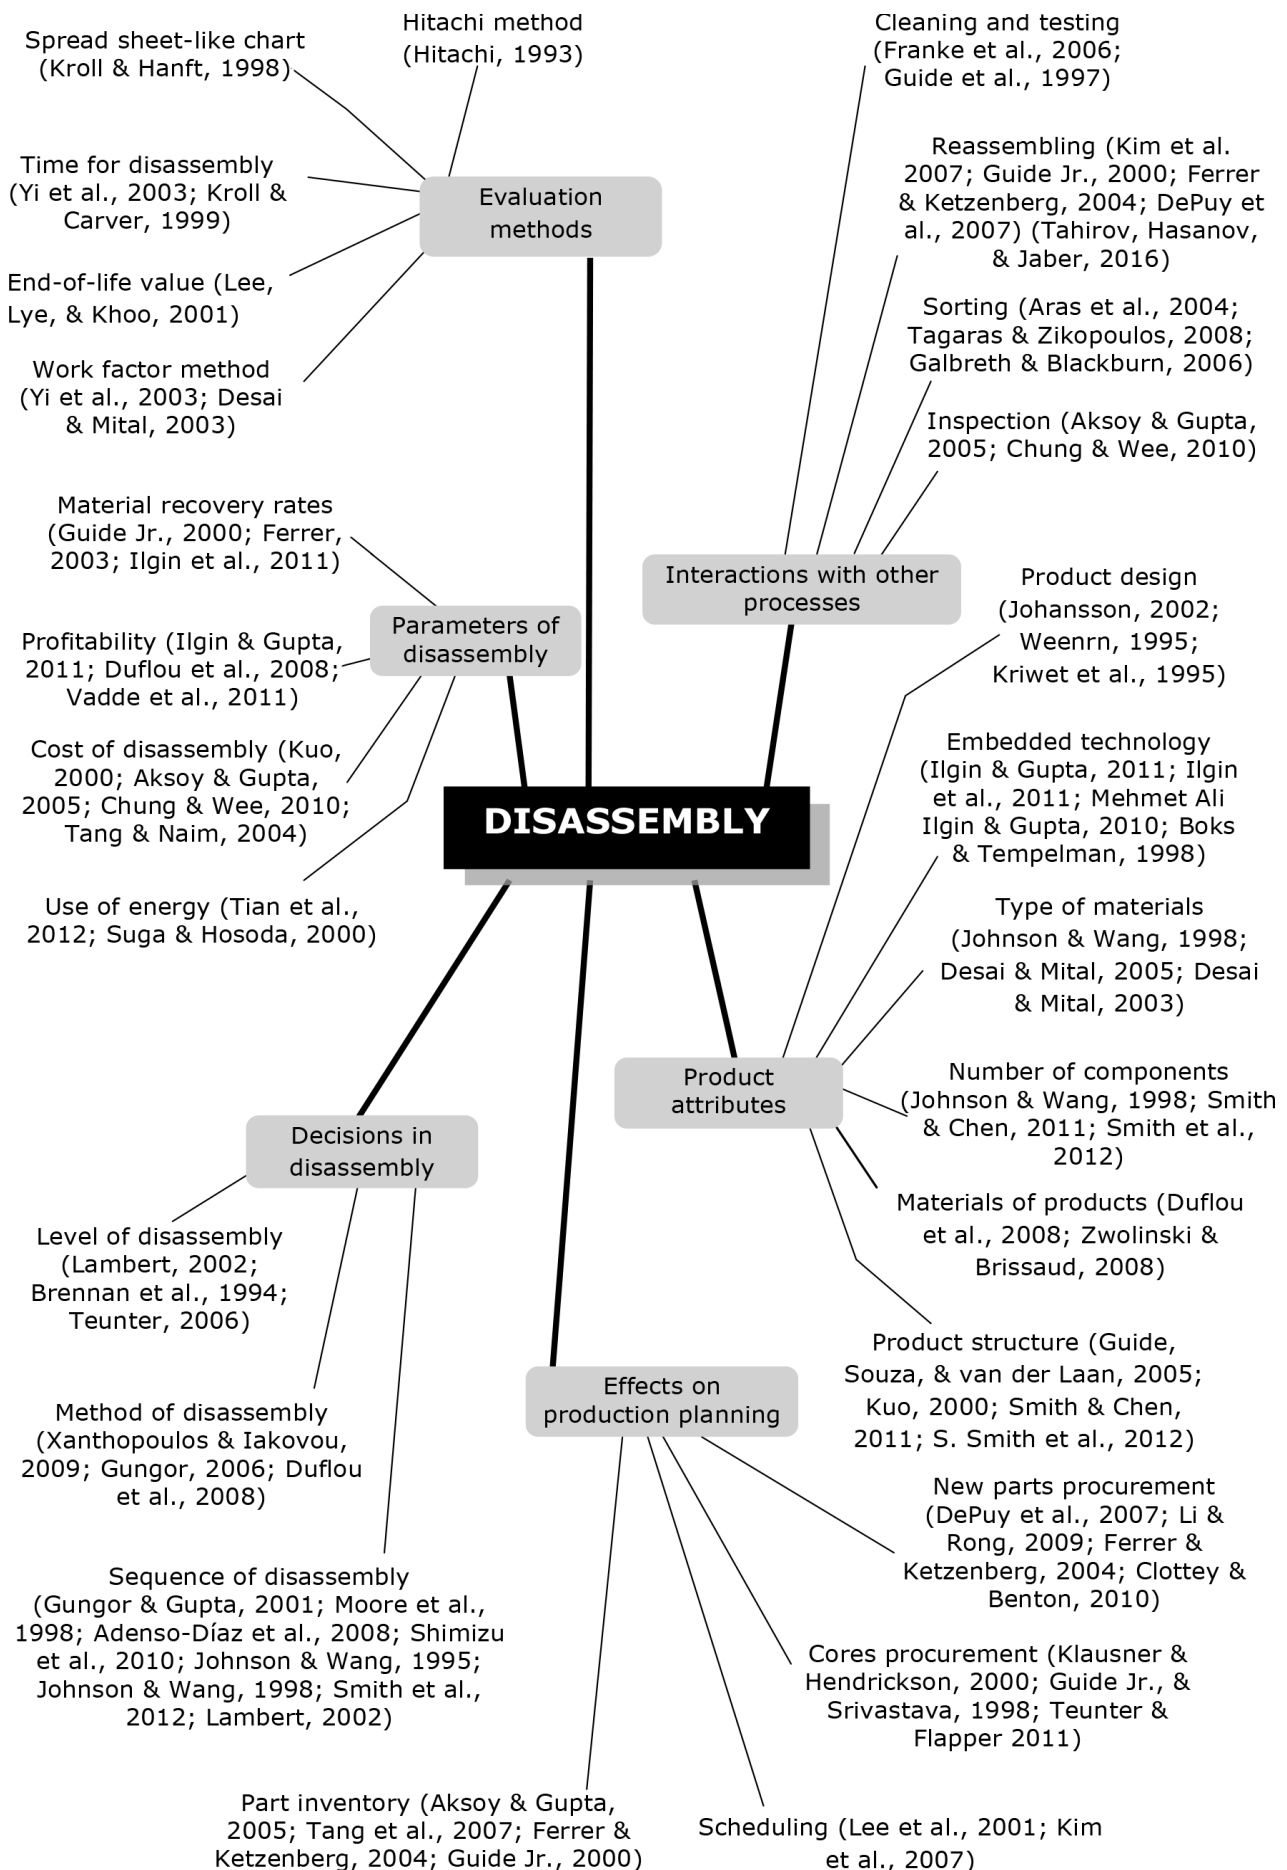 Spread sheet-like chart
(Kroll & Hanft, 1998)
Hitachi method
(Hitachi, 1993)
Time for disassembly
(Yi et al., 2003; Kroll &
Carver, 1999)
End-of-life value (Lee,
Lye, & Khoo, 2001)
Work factor method
(Yi et al., 2003; Desai
& Mital, 2003)
Evaluation
methods
Cleaning and testing
(Franke et al., 2006;
Guide et al., 1997)
Reassembling (Kim et al.
2007; Guide Jr., 2000; Ferrer
& Ketzenberg, 2004; DePuy et
al., 2007) (Tahirov, Hasanov,
& Jaber, 2016)
Sorting (Aras et al., 2004;
Tagaras & Zikopoulos, 2008;
Galbreth & Blackburn, 2006)
Inspection (Aksoy & Gupta,
2005; Chung & Wee, 2010)
Interactions with other
processes
Material recovery rates
(Guide Jr., 2000; Ferrer,
2003; Ilgin et al., 2011)
Parameters of
disassembly
Profitability (Ilgin & Gupta,
2011; Duflou et al., 2008;
Vadde et al., 2011)
Cost of disassembly (Kuo,
2000; Aksoy & Gupta,
2005; Chung & Wee, 2010;
Tang & Naim, 2004)
Use of energy (Tian et al.,
2012; Suga & Hosoda, 2000)
DISASSEMBLY
Product design
(Johansson, 2002;
Weenrn, 1995;
Kriwet et al., 1995)
Embedded technology
(Ilgin & Gupta, 2011; Ilgin
et al., 2011; Mehmet Ali
Ilgin & Gupta, 2010; Boks
& Tempelman, 1998)
Type of materials
(Johnson & Wang, 1998;
Desai & Mital, 2005; Desai
& Mital, 2003)
Product
attributes
Number of components
(Johnson & Wang, 1998; Smith
& Chen, 2011; Smith et al.,
2012)
Materials of products (Duflou
et al., 2008; Zwolinski &
Brissaud, 2008)
Product structure (Guide,
Souza, & van der Laan, 2005;
Kuo, 2000; Smith & Chen,
2011; S. Smith et al., 2012)
Decisions in
disassembly
Level of disassembly
(Lambert, 2002;
Brennan et al., 1994;
Teunter, 2006)
Method of disassembly
(Xanthopoulos & Iakovou,
2009; Gungor, 2006; Duflou
et al., 2008)
Sequence of disassembly
(Gungor & Gupta, 2001; Moore et al.,
1998; Adenso-Díaz et al., 2008; Shimizu
et al., 2010; Johnson & Wang, 1995;
Johnson & Wang, 1998; Smith et al.,
2012; Lambert, 2002)
Effects on
production planning
New parts procurement
(DePuy et al., 2007; Li &
Rong, 2009; Ferrer &
Ketzenberg, 2004; Clottey &
Benton, 2010)
Cores procurement (Klausner &
Hendrickson, 2000; Guide Jr., &
Srivastava, 1998; Teunter &
Flapper 2011)
Part inventory (Aksoy & Gupta,
2005; Tang et al., 2007; Ferrer &
Ketzenberg, 2004; Guide Jr., 2000)
Scheduling (Lee et al., 2001; Kim
et al., 2007)